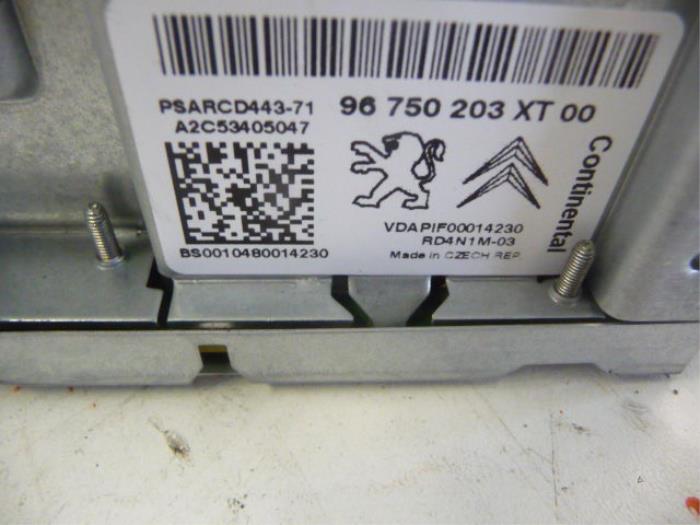 PSARCD443-71 96 750 203 XT 00
A2C53405047
Continental
VDAPIF00014230
RD4N1M-03
BS0010480014230 Made in CZECH REP.